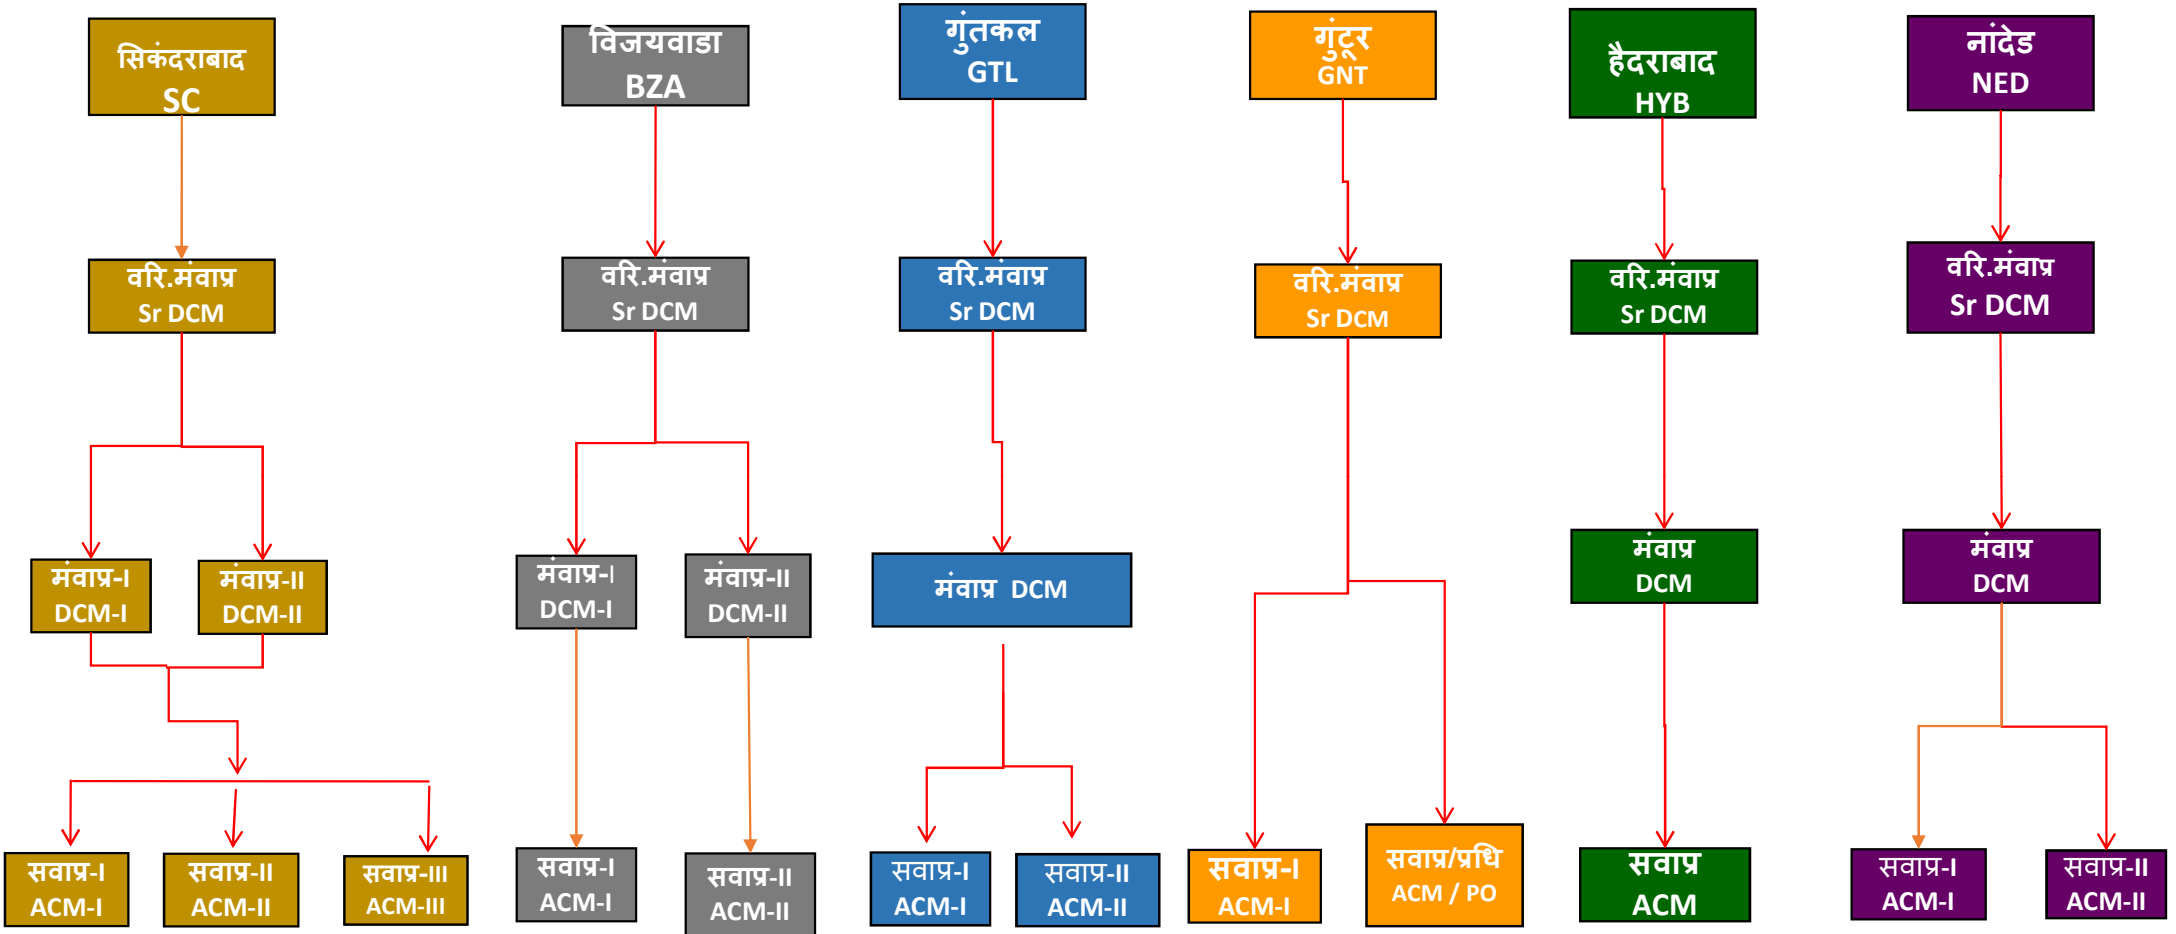 सिकंदराबाद
SC
विजयवाडा
BZA
गुंतकल
GTL
गुंटूर
GNT
हैदराबाद
HYB
नांदेड
NED
वरि.मंवाप्र
Sr DCM
वरि.मंवाप्र
Sr DCM
वरि.मंवाप्र
Sr DCM
वरि.मंवाप्र
Sr DCM
वरि.मंवाप्र
Sr DCM
वरि.मंवाप्र
Sr DCM
मंवाप्र-I
DCM-I
मंवाप्र-II
DCM-II
मंवाप्र-I
DCM-I
मंवाप्र-II
DCM-II
मंवाप्र DCM
मंवाप्र
DCM
मंवाप्र
DCM
सवाप्र-I
ACM-I
सवाप्र-II
ACM-II
सवाप्र-III
ACM-III
सवाप्र-I
ACM-I
सवाप्र-II
ACM-II
सवाप्र-I
ACM-I
सवाप्र-II
ACM-II
सवाप्र-I
ACM-I
सवाप्र/प्रधि
ACM / PO
सवाप्र
ACM
सवाप्र-I
ACM-I
सवाप्र-II
ACM-II